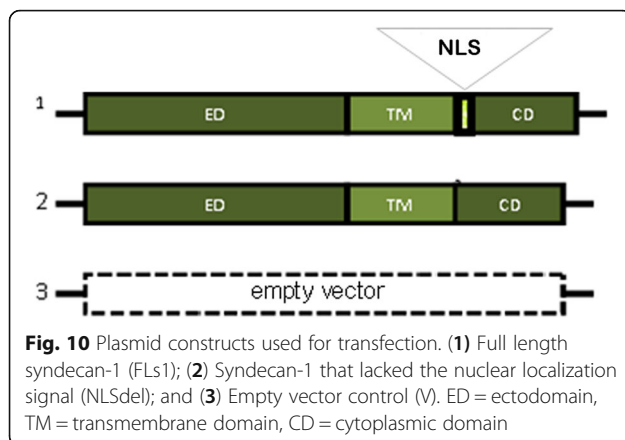 NLS
1 ED TM CD
2 ED TM CD
3 empty vector
Fig. 10 Plasmid constructs used for transfection. (1) Full length
syndecan-1 (FLs1); (2) Syndecan-1 that lacked the nuclear localization
signal (NLSdel); and (3) Empty vector control (V). ED = ectodomain,
TM = transmembrane domain, CD = cytoplasmic domain